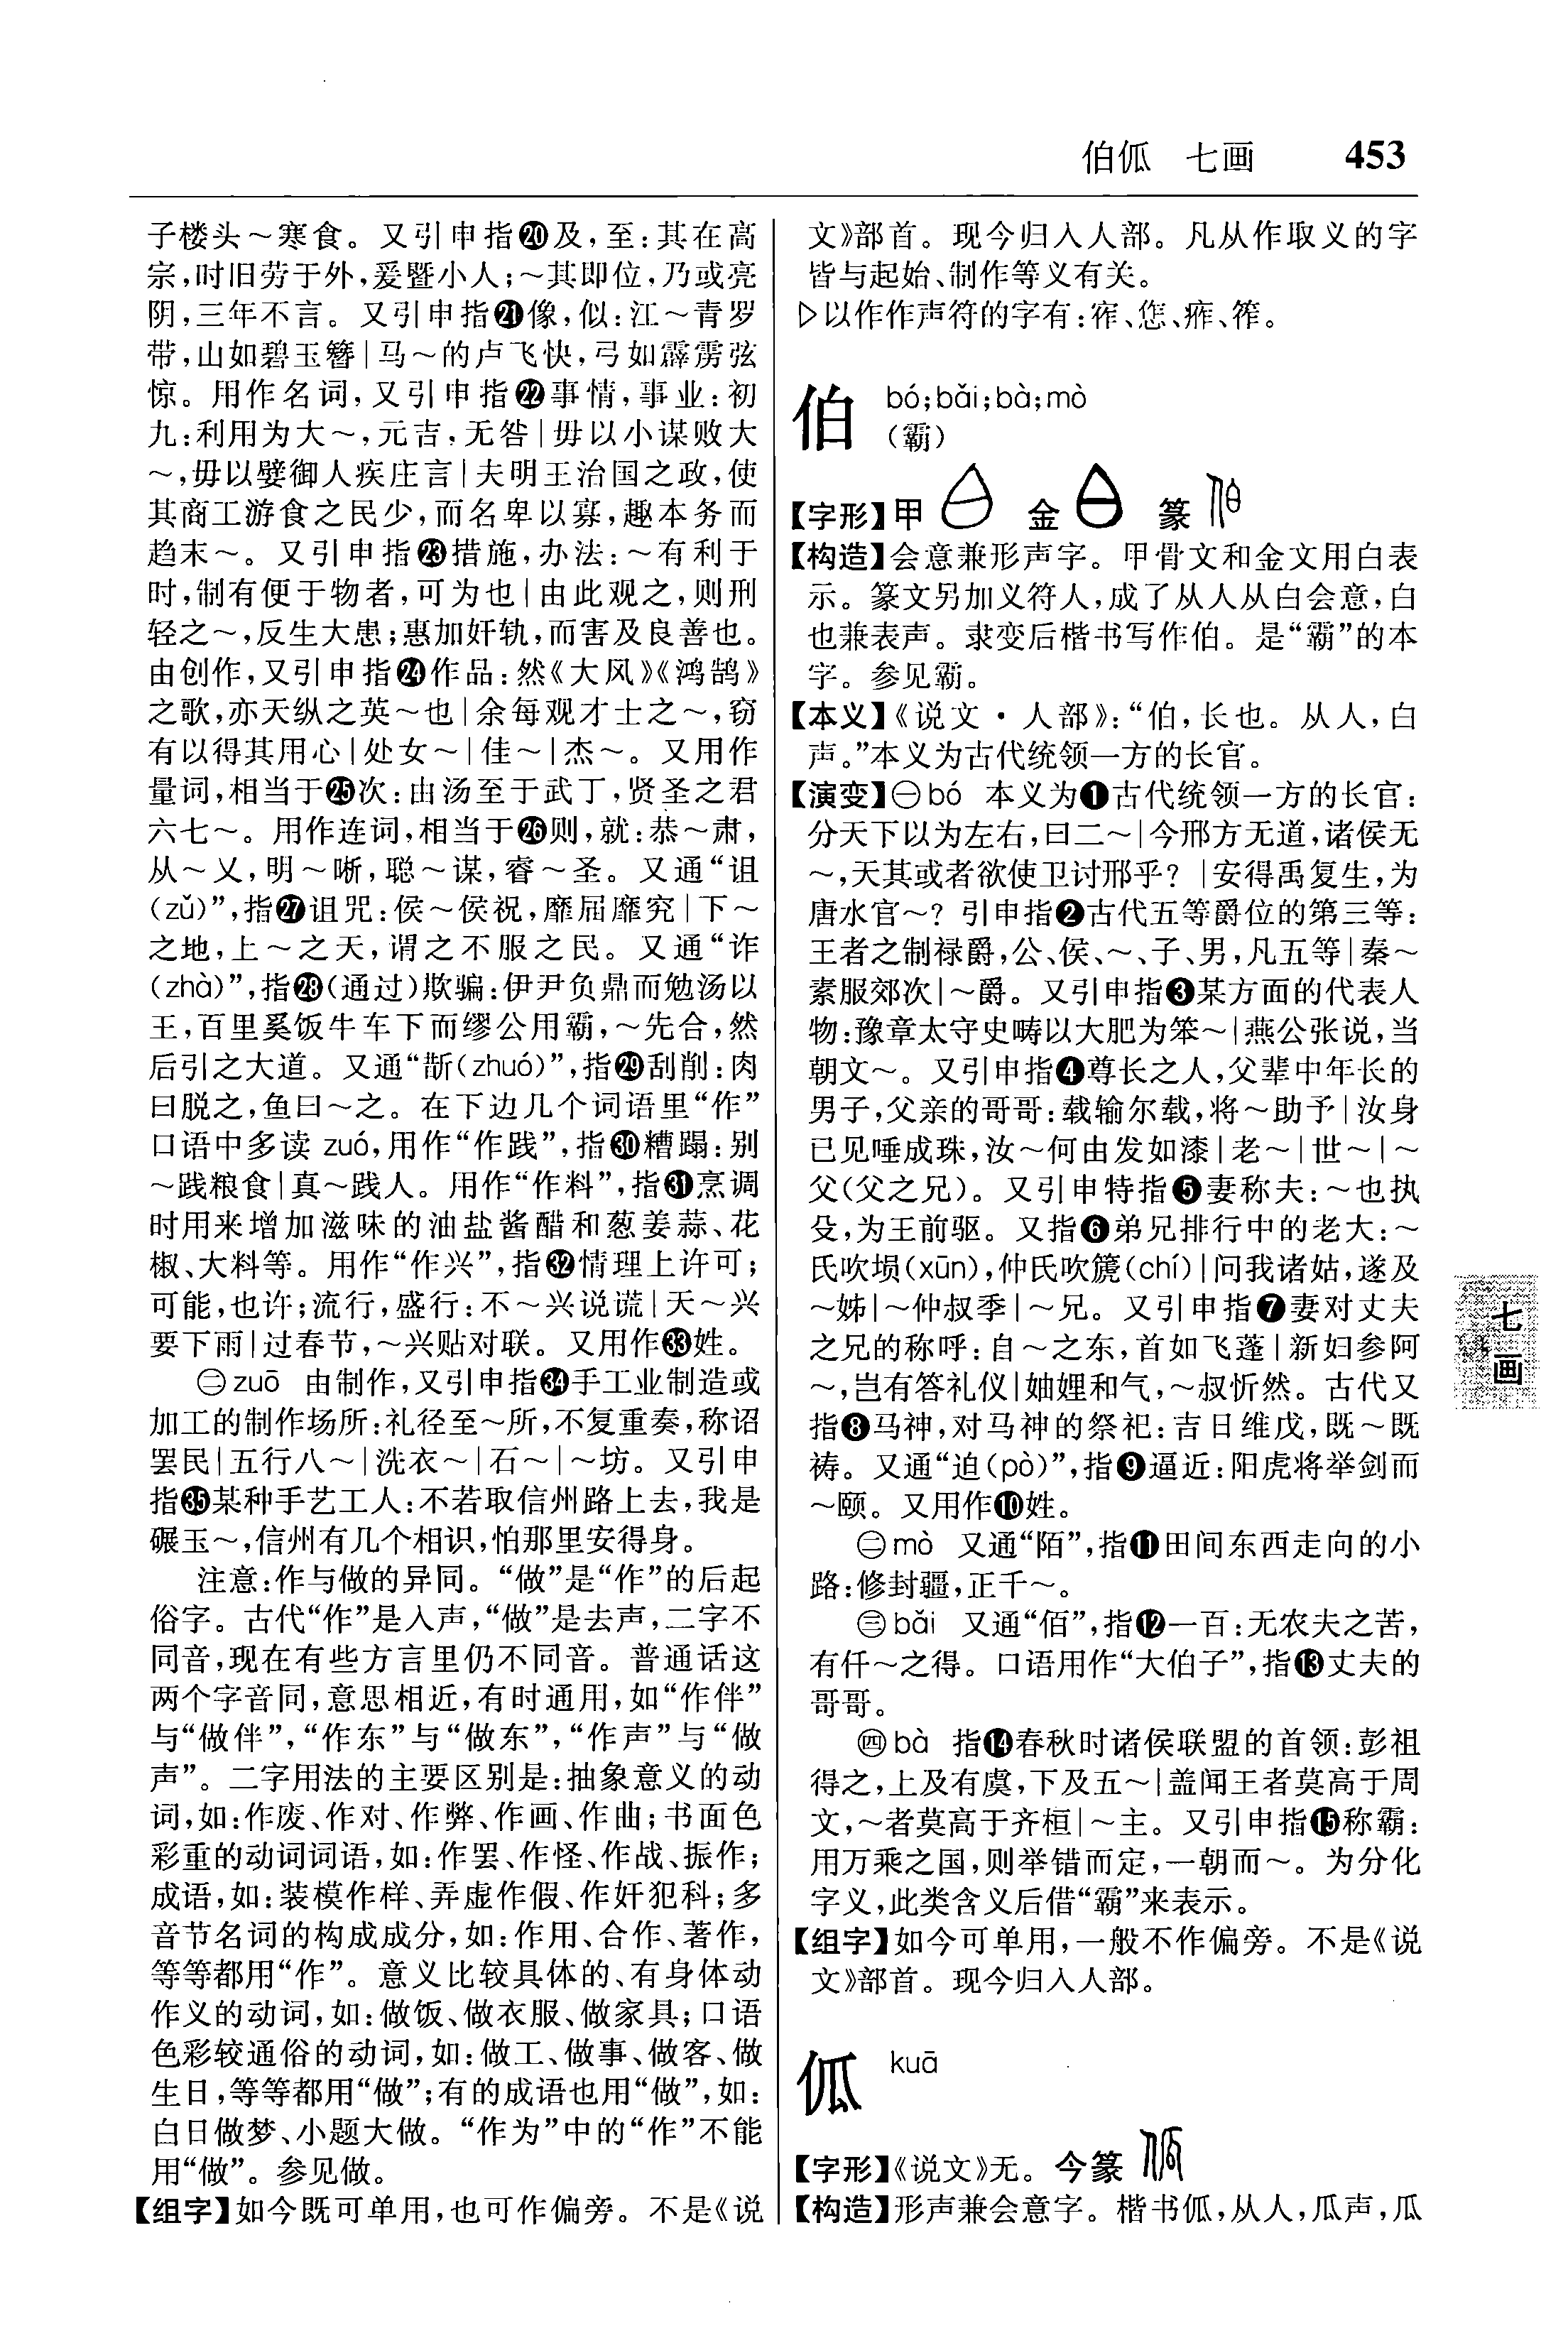 伯㑉 七画 453
子楼头～寒食。又引申指⑳及,至:其在高
宗,时旧劳于外,爰暨小人;～其即位,乃或亮
阴,三年不言。又引申指㉑像,似:江～青罗
带,山如碧玉簪|马～的卢飞快,弓如霹雳弦
惊。用作名词,又引申指㉒事情,事业:初
九:利用为大～,元吉,无咎|毋以小谋败大
～,毋以嬖御人疾庄言|夫明王治国之政,使
其商工游食之民少,而名卑以寡,趣本务而
趋末～。又引申指㉓措施,办法:～有利于
时,制有便于物者,可为也|由此观之,则刑
轻之～,反生大患;惠加奸轨,而害及良善也。
由创作,又引申指㉔作品:然《大风》《鸿鹄》
之歌,亦天纵之英～也|余每观才士之～,窃
有以得其用心|处女～|佳～|杰～。又用作
量词,相当于㉕次:由汤至于武丁,贤圣之君
六七～。用作连词,相当于㉖则,就:恭～肃,
从～乂,明～晰,聪～谋,睿～圣。又通“诅
(zǔ)”,指㉗诅咒:侯～侯祝,靡届靡究|下～
之地,上～之天,谓之不服之民。又通“诈
(zhà)”,指㉘(通过)欺骗:伊尹负鼎而勉汤以
王,百里奚饭牛车下而缪公用霸,～先合,然
后引之大道。又通“斮(zhuó)”,指㉙刮削:肉
曰脱之,鱼曰～之。在下边几个词语里“作”
口语中多读 zuó,用作“作践”,指㉚糟蹋:别
～践粮食|真～践人。用作“作料”,指㉛烹调
时用来增加滋味的油盐酱醋和葱姜蒜、花
椒、大料等。用作“作兴”,指㉜情理上许可;
可能,也许;流行,盛行:不～兴说谎|天～兴
要下雨|过春节,～兴贴对联。又用作㉝姓。
㊁zuō 由制作,又引申指㉞手工业制造或
加工的制作场所:礼径至～所,不复重奏,称诏
罢民|五行八～|洗衣～|石～|～坊。又引申
指㉟某种手艺工人:不若取信州路上去,我是
碾玉～,信州有几个相识,怕那里安得身。
注意:作与做的异同。“做”是“作”的后起
俗字。古代“作”是入声,“做”是去声,二字不
同音,现在有些方言里仍不同音。普通话这
两个字音同,意思相近,有时通用,如“作伴”
与“做伴”,“作东”与“做东”,“作声”与“做
声”。二字用法的主要区别是:抽象意义的动
词,如:作废、作对、作弊、作画、作曲;书面色
彩重的动词词语,如:作罢、作怪、作战、振作;
成语,如:装模作样、弄虚作假、作奸犯科;多
音节名词的构成成分,如:作用、合作、著作,
等等都用“作”。意义比较具体的、有身体动
作义的动词,如:做饭、做衣服、做家具;口语
色彩较通俗的动词,如:做工、做事、做客、做
生日,等等都用“做”;有的成语也用“做”,如:
白日做梦、小题大做。“作为”中的“作”不能
用“做”。参见做。
【组字】如今既可单用,也可作偏旁。不是《说
文》部首。现今归入人部。凡从作取义的字
皆与起始、制作等义有关。
▷以作作声符的字有:窄、怎、痄、筰。
伯 bó;bǎi;bà;mò
(霸)
【字形】甲 金 篆
【构造】会意兼形声字。甲骨文和金文用白表
示。篆文另加义符人,成了从人从白会意,白
也兼表声。隶变后楷书写作伯。是“霸”的本
字。参见霸。
【本义】《说文·人部》:“伯,长也。从人,白
声。”本义为古代统领一方的长官。
【演变】㊀bó 本义为❶古代统领一方的长官:
分天下以为左右,曰二～|今邢方无道,诸侯无
～,天其或者欲使卫讨邢乎?|安得禹复生,为
唐水官～?引申指❷古代五等爵位的第三等:
王者之制禄爵,公、侯、～、子、男,凡五等|秦～
素服郊次|～爵。又引申指❸某方面的代表人
物:豫章太守史畴以大肥为笨～|燕公张说,当
朝文～。又引申指❹尊长之人,父辈中年长的
男子,父亲的哥哥:载输尔载,将～助予|汝身
已见唾成珠,汝～何由发如漆|老～|世～|～
父(父之兄)。又引申特指❺妻称夫:～也执
殳,为王前驱。又指❻弟兄排行中的老大:～
氏吹埙(xūn),仲氏吹篪(chí)|问我诸姑,遂及
～姊|～仲叔季|～兄。又引申指❼妻对丈夫
之兄的称呼:自～之东,首如飞蓬|新妇参阿
～,岂有答礼仪|妯娌和气,～叔忻然。古代又
指❽马神,对马神的祭祀:吉日维戊,既～既
祷。又通“迫(pò)”,指❾逼近:阳虎将举剑而
～颐。又用作❿姓。
㊁mò 又通“陌”,指⓫田间东西走向的小
路:修封疆,正千～。
㊂bǎi 又通“佰”,指⓬一百:无农夫之苦,
有仟～之得。口语用作“大伯子”,指⓭丈夫的
哥哥。
㊃bà 指⓮春秋时诸侯联盟的首领:彭祖
得之,上及有虞,下及五～|盖闻王者莫高于周
文,～者莫高于齐桓|～主。又引申指⓯称霸:
用万乘之国,则举错而定,一朝而～。为分化
字义,此类含义后借“霸”来表示。
【组字】如今可单用,一般不作偏旁。不是《说
文》部首。现今归入人部。
㑉 kuā
【字形】《说文》无。今篆
【构造】形声兼会意字。楷书㑉,从人,瓜声,瓜
七画